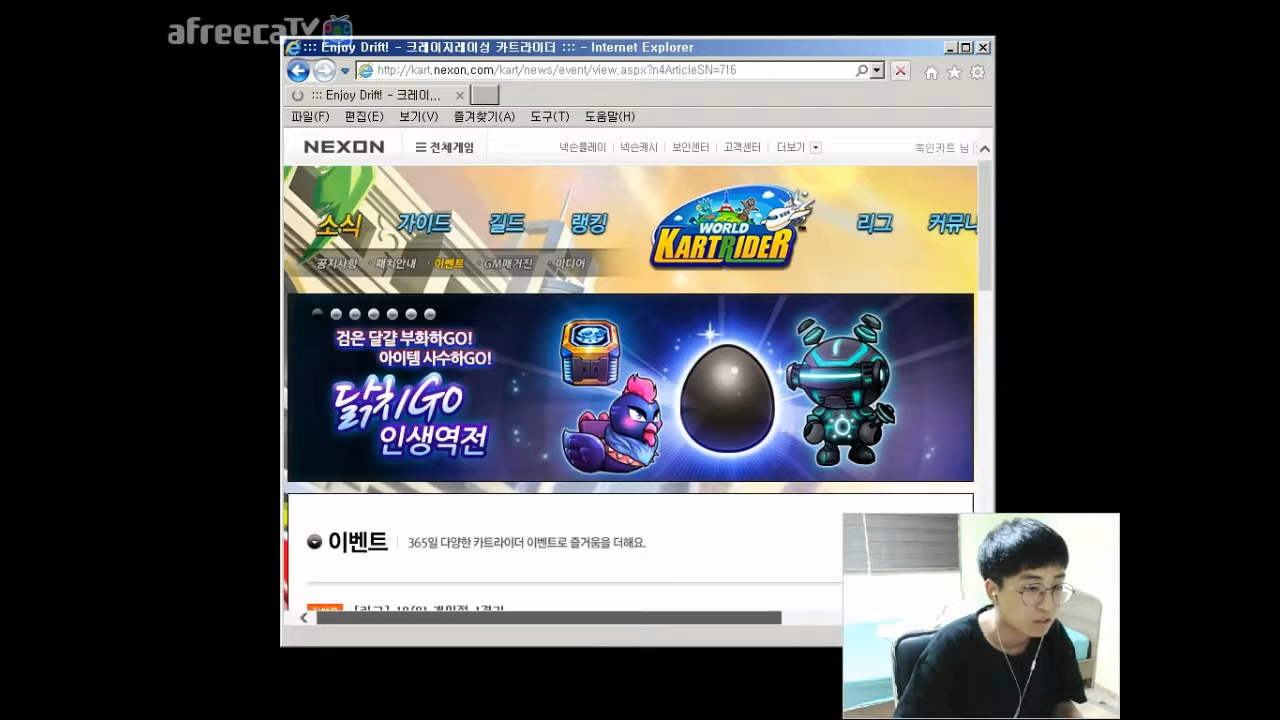 afreecaTV
::: Enjoy Drift! - 크레이지레이싱 카트라이더 ::: - Internet Explorer
http://kart.nexon.com/kart/news/event/view.aspx?n4ArticleSN=716
::: Enjoy Drift! - 크레이...
파일(F) 편집(E) 보기(V) 즐겨찾기(A) 도구(T) 도움말(H)
NEXON 전체게임 넥슨플레이 넥슨캐시 보안센터 고객센터 더보기 흑인카트 님
소식 가이드 길드 랭킹 WORLD KARTRIDER TM 리그 커뮤니
공지사항 패치안내 이벤트 GM매거진 미디어
검은 달걀 부화하GO!
아이템 사수하GO!
닭치GO
인생역전
이벤트 365일 다양한 카트라이더 이벤트로 즐거움을 더해요.